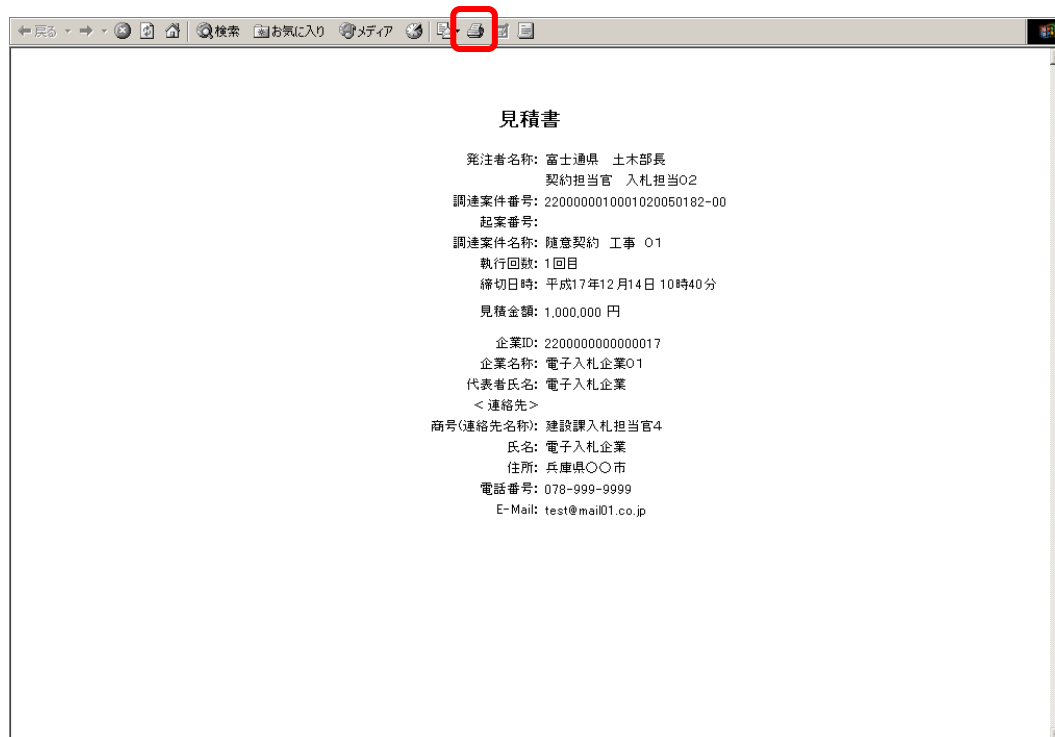 戻る 検索 お気に入り メディア
見積書
発注者名称: 富士通県 土木部長
契約担当官 入札担当02
調達案件番号: 2200000010001020050182-00
起案番号:
調達案件名称: 随意契約 工事 01
執行回数: 1回目
締切日時: 平成17年12月14日 10時40分
見積金額: 1,000,000 円
企業ID: 2200000000000017
企業名称: 電子入札企業01
代表者氏名: 電子入札企業
<連絡先>
商号(連絡先名称): 建設課入札担当官4
氏名: 電子入札企業
住所: 兵庫県〇〇市
電話番号: 078-999-9999
E-Mail: test@mail01.co.jp